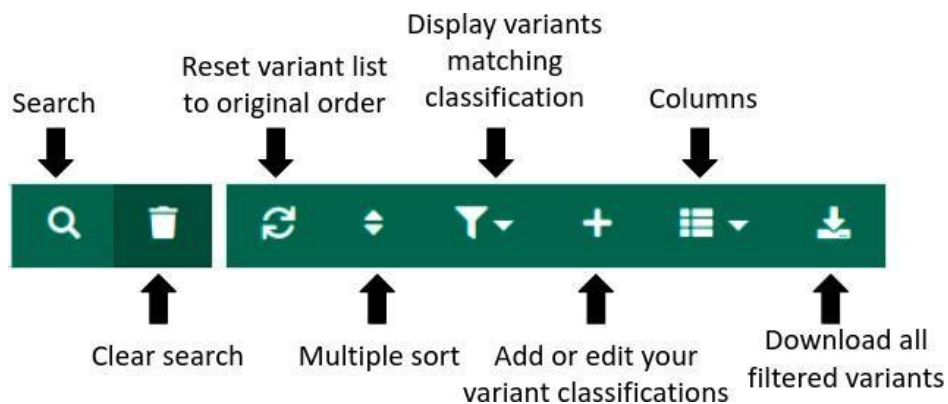 Search
Reset variant list
to original order
Display variants
matching
classification
Columns
Clear search
Multiple sort
Add or edit your
variant classifications
Download all
filtered variants